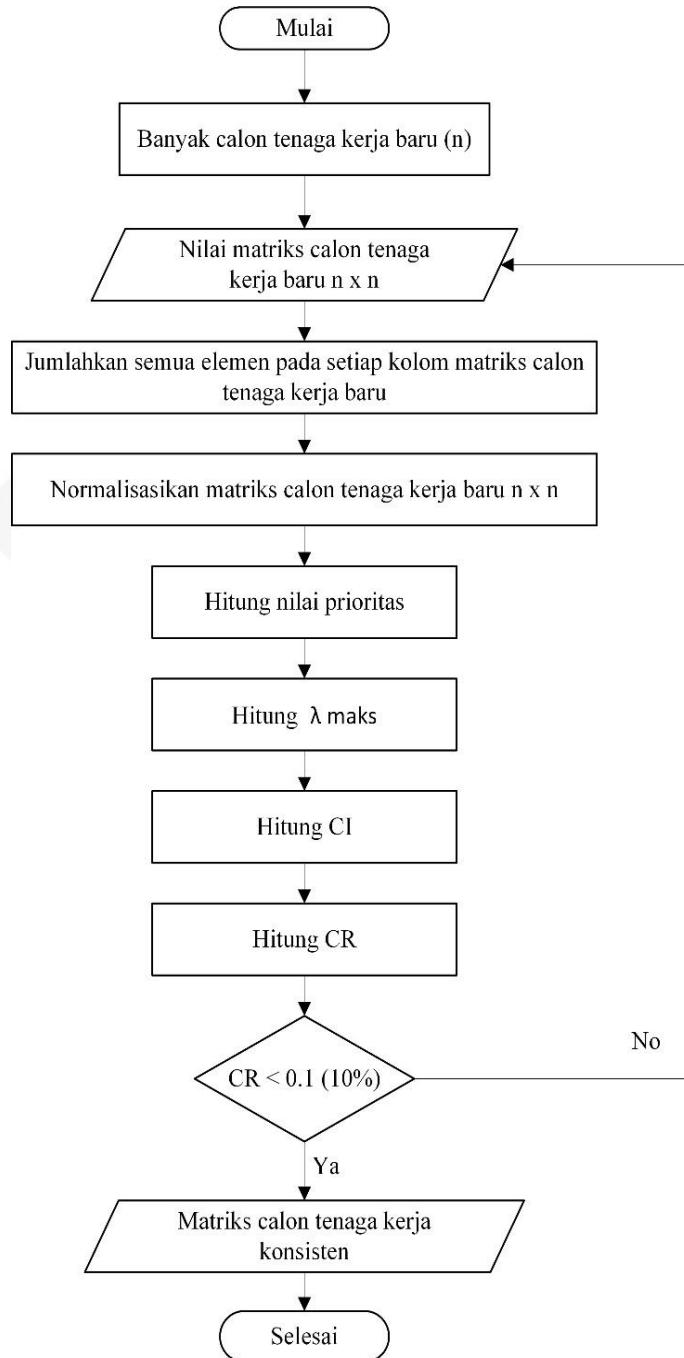 Mulai
Banyak calon tenaga kerja baru (n)
Nilai matriks calon tenaga
kerja baru n x n
Jumlahkan semua elemen pada setiap kolom matriks calon
tenaga kerja baru
Normalisasikan matriks calon tenaga kerja baru n x n
Hitung nilai prioritas
Hitung λ maks
Hitung CI
Hitung CR
CR < 0.1 (10%)
No
Ya
Matriks calon tenaga kerja
konsisten
Selesai